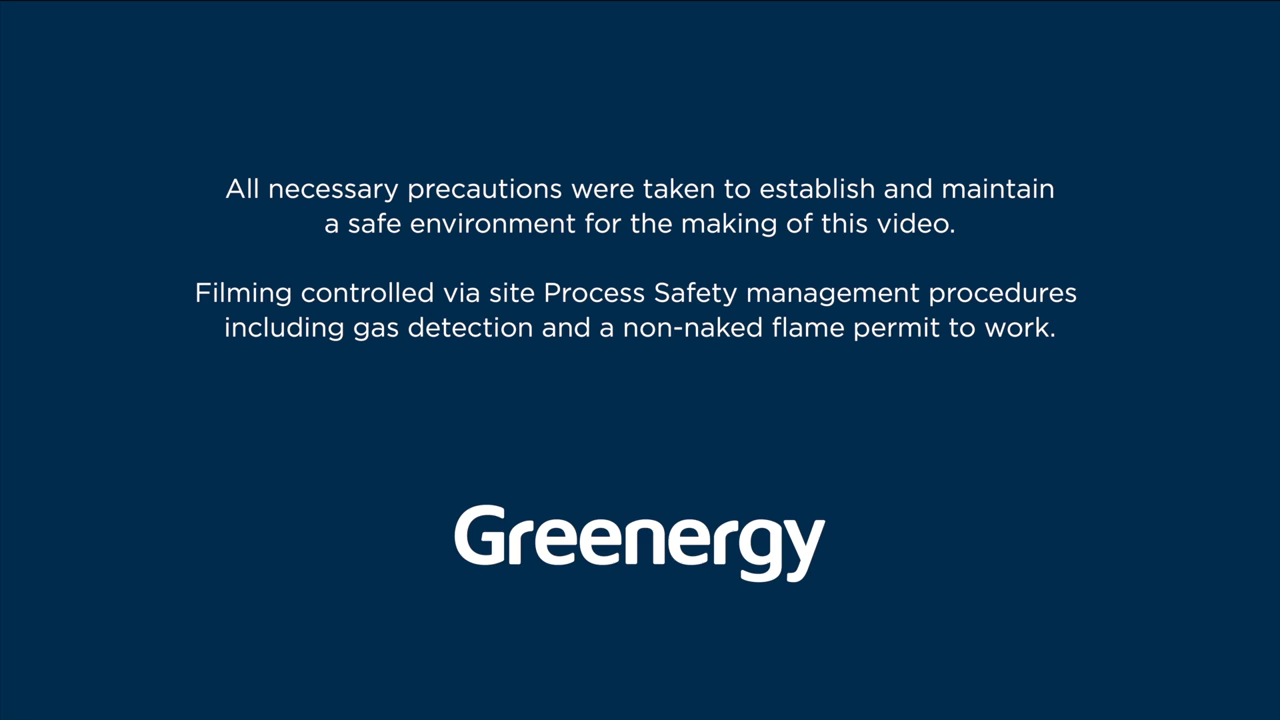 All necessary precautions were taken to establish and maintain
a safe environment for the making of this video.
Filming controlled via site Process Safety management procedures
including gas detection and a non-naked flame permit to work.
Greenergy